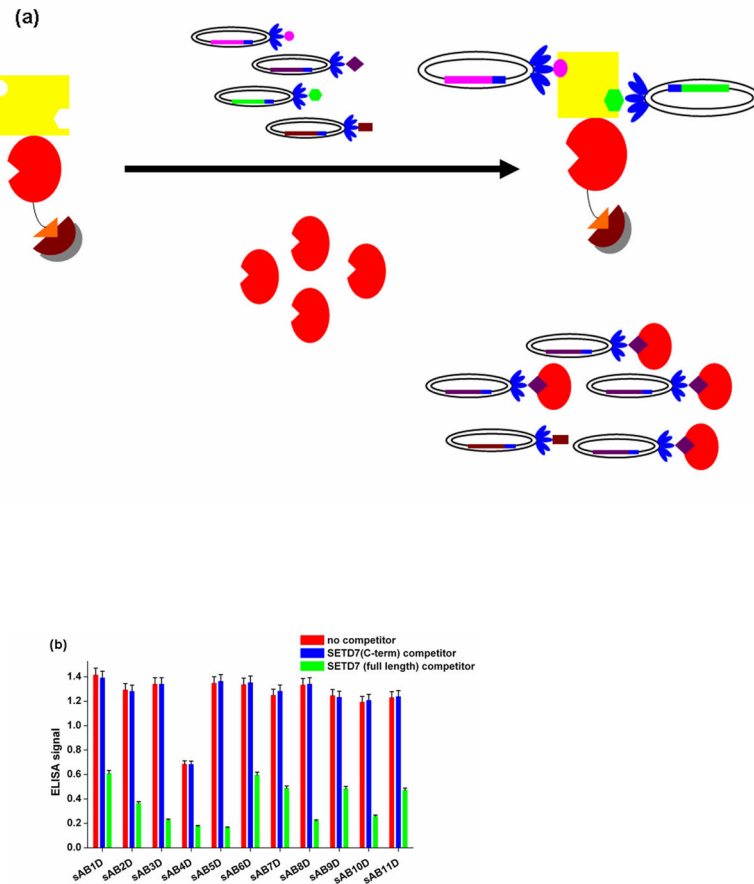 (a)
(b)
no competitor
SETD7(C-term) competitor
SETD7 (full length) competitor
ELISA signal
1.4
1.2
1.0
0.8
0.6
0.4
0.2
0.0
sAB1D
sAB2D
sAB3D
sAB4D
sAB5D
sAB6D
sAB7D
sAB8D
sAB9D
sAB10D
sAB11D